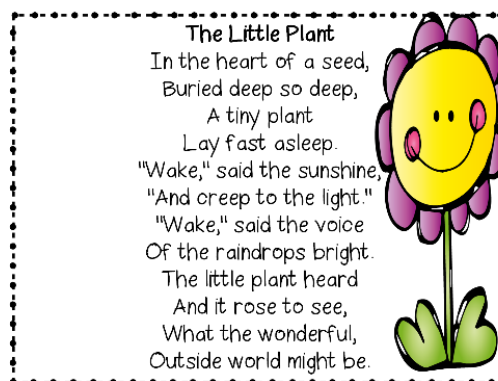 The Little Plant
In the heart of a seed,
Buried deep so deep,
A tiny plant
Lay fast asleep.
"Wake," said the sunshine,
"And creep to the light."
"Wake," said the voice
Of the raindrops bright.
The little plant heard
And it rose to see,
What the wonderful,
Outside world might be.